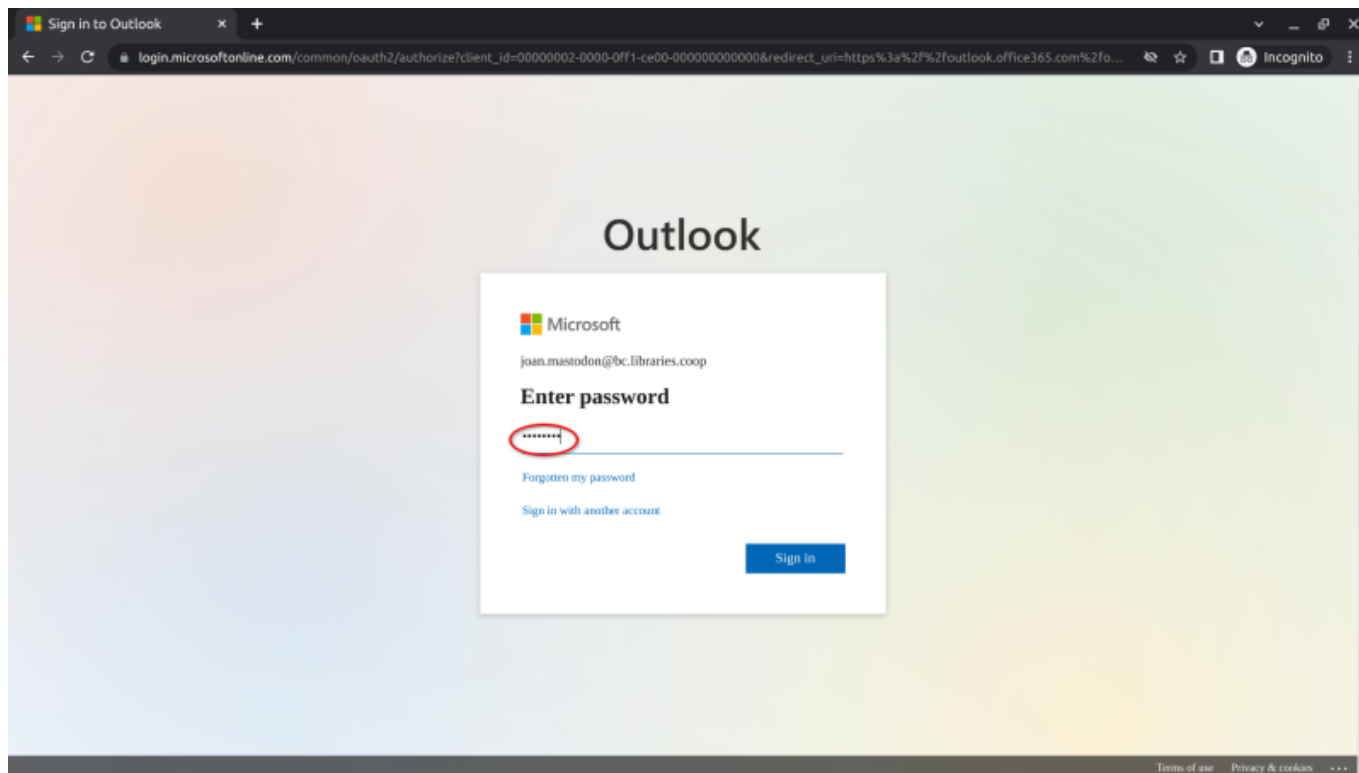 Sign in to Outlook
login.microsoftonline.com/common/oauth2/authorize?client_id=00000002-0000-0ff1-ce00-000000000000&redirect_uri=https%3a%2f%2foutlook.office365.com%2fo...
Incognito
Outlook
Microsoft
joan.mastodon@bc.libraries.coop
Enter password
••••••••
Forgotten my password
Sign in with another account
Sign in
Terms of use Privacy & cookies ...